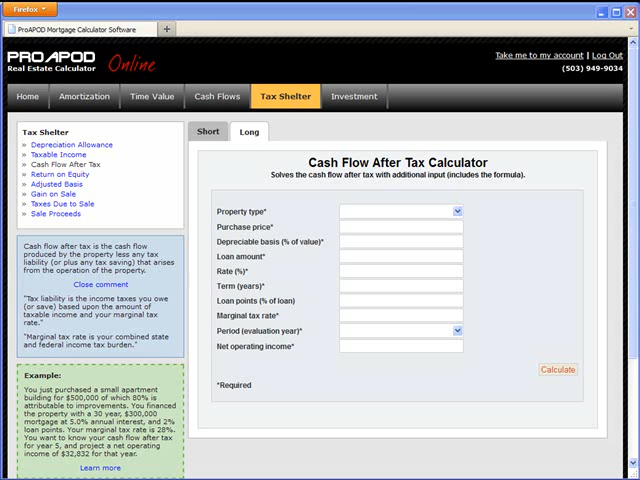 Firefox
ProAPOD Mortgage Calculator Software
PROAPOD
Real Estate Calculator
Online
Take me to my account | Log Out
(503) 949-9034
Home
Amortization
Time Value
Cash Flows
Tax Shelter
Investment
Tax Shelter
» Depreciation Allowance
» Taxable Income
» Cash Flow After Tax
» Return on Equity
» Adjusted Basis
» Gain on Sale
» Taxes Due to Sale
» Sale Proceeds
Cash flow after tax is the cash flow
produced by the property less any tax
liability (or plus any tax saving) that arises
from the operation of the property.
Close comment
"Tax liability is the income taxes you owe
(or save) based upon the amount of
taxable income and your marginal tax
rate."
"Marginal tax rate is your combined state
and federal income tax burden."
Example:
You just purchased a small apartment
building for $500,000 of which 80% is
attributable to improvements. You financed
the property with a 30 year, $300,000
mortgage at 5.0% annual interest, and 2%
loan points. Your marginal tax rate is 28%.
You want to know your cash flow after tax
for year 5, and project a net operating
income of $32,832 for that year.
Learn more
Short
Long
Cash Flow After Tax Calculator
Solves the cash flow after tax with additional input (includes the formula).
Property type*
Purchase price*
Depreciable basis (% of value)*
Loan amount*
Rate (%)*
Term (years)*
Loan points (% of loan)
Marginal tax rate*
Period (evaluation year)*
Net operating income*
Calculate
*Required